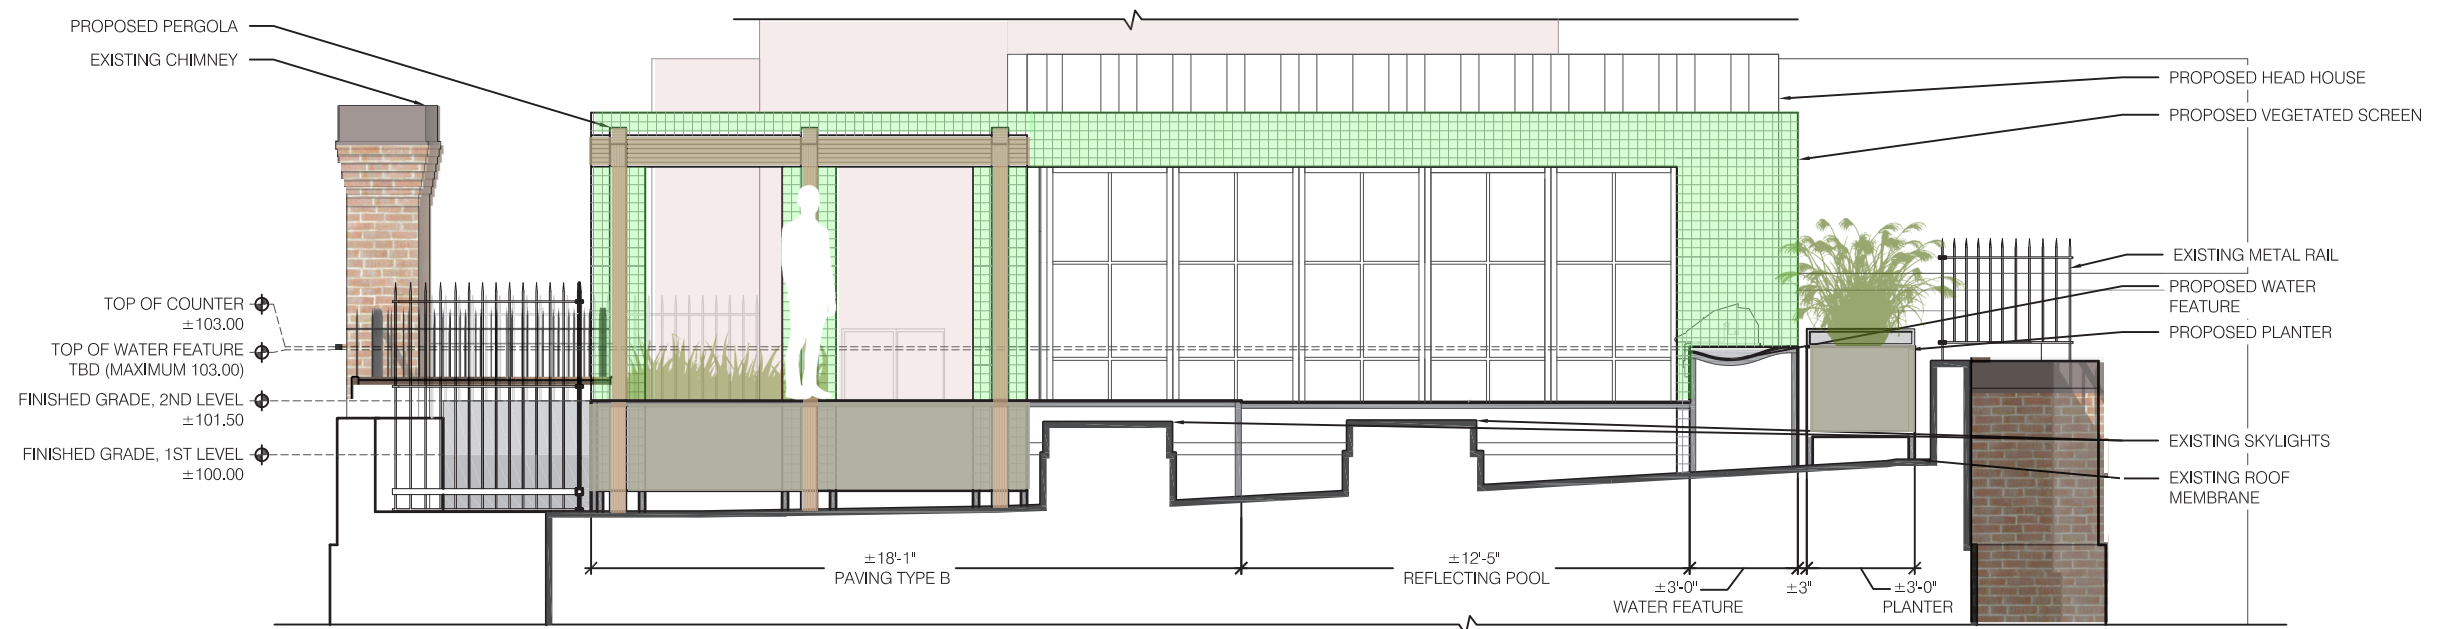 PROPOSED PERGOLA
EXISTING CHIMNEY
TOP OF COUNTER
±103.00
TOP OF WATER FEATURE
TBD (MAXIMUM 103.00)
FINISHED GRADE, 2ND LEVEL
±101.50
FINISHED GRADE, 1ST LEVEL
±100.00
PROPOSED HEAD HOUSE
PROPOSED VEGETATED SCREEN
EXISTING METAL RAIL
PROPOSED WATER
FEATURE
PROPOSED PLANTER
EXISTING SKYLIGHTS
EXISTING ROOF
MEMBRANE
±18'-1"
PAVING TYPE B
±12'-5"
REFLECTING POOL
±3'-0"
WATER FEATURE
±3"
±3'-0"
PLANTER